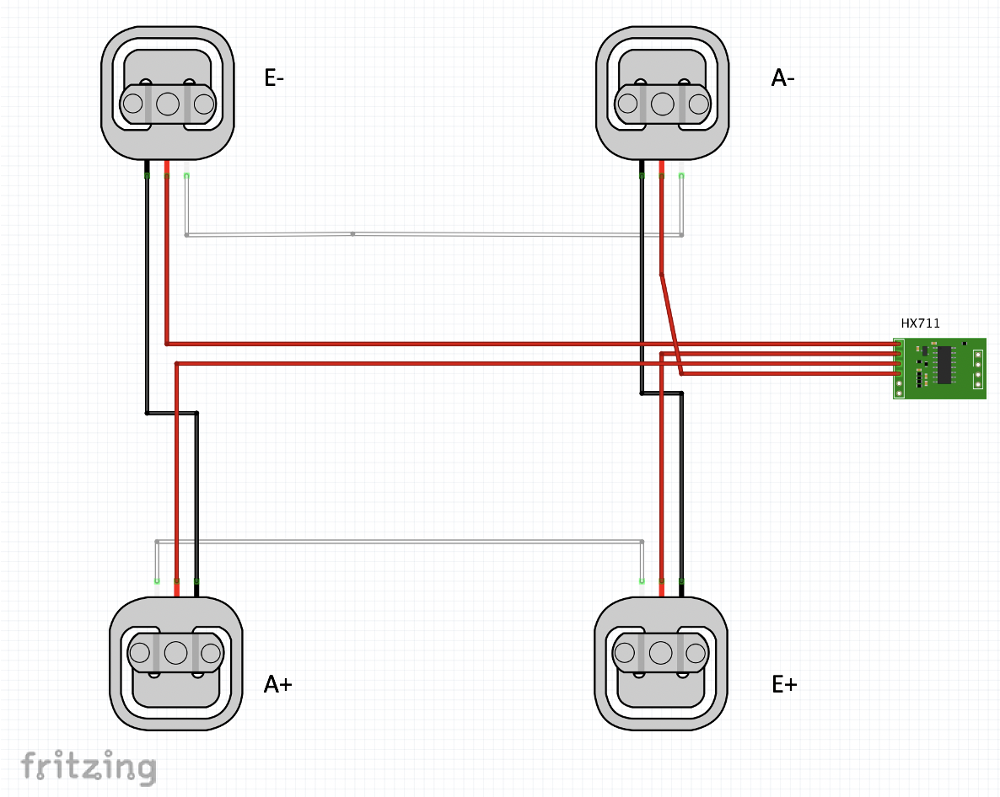 E-
A-
HX711
A+
E+
fritzing